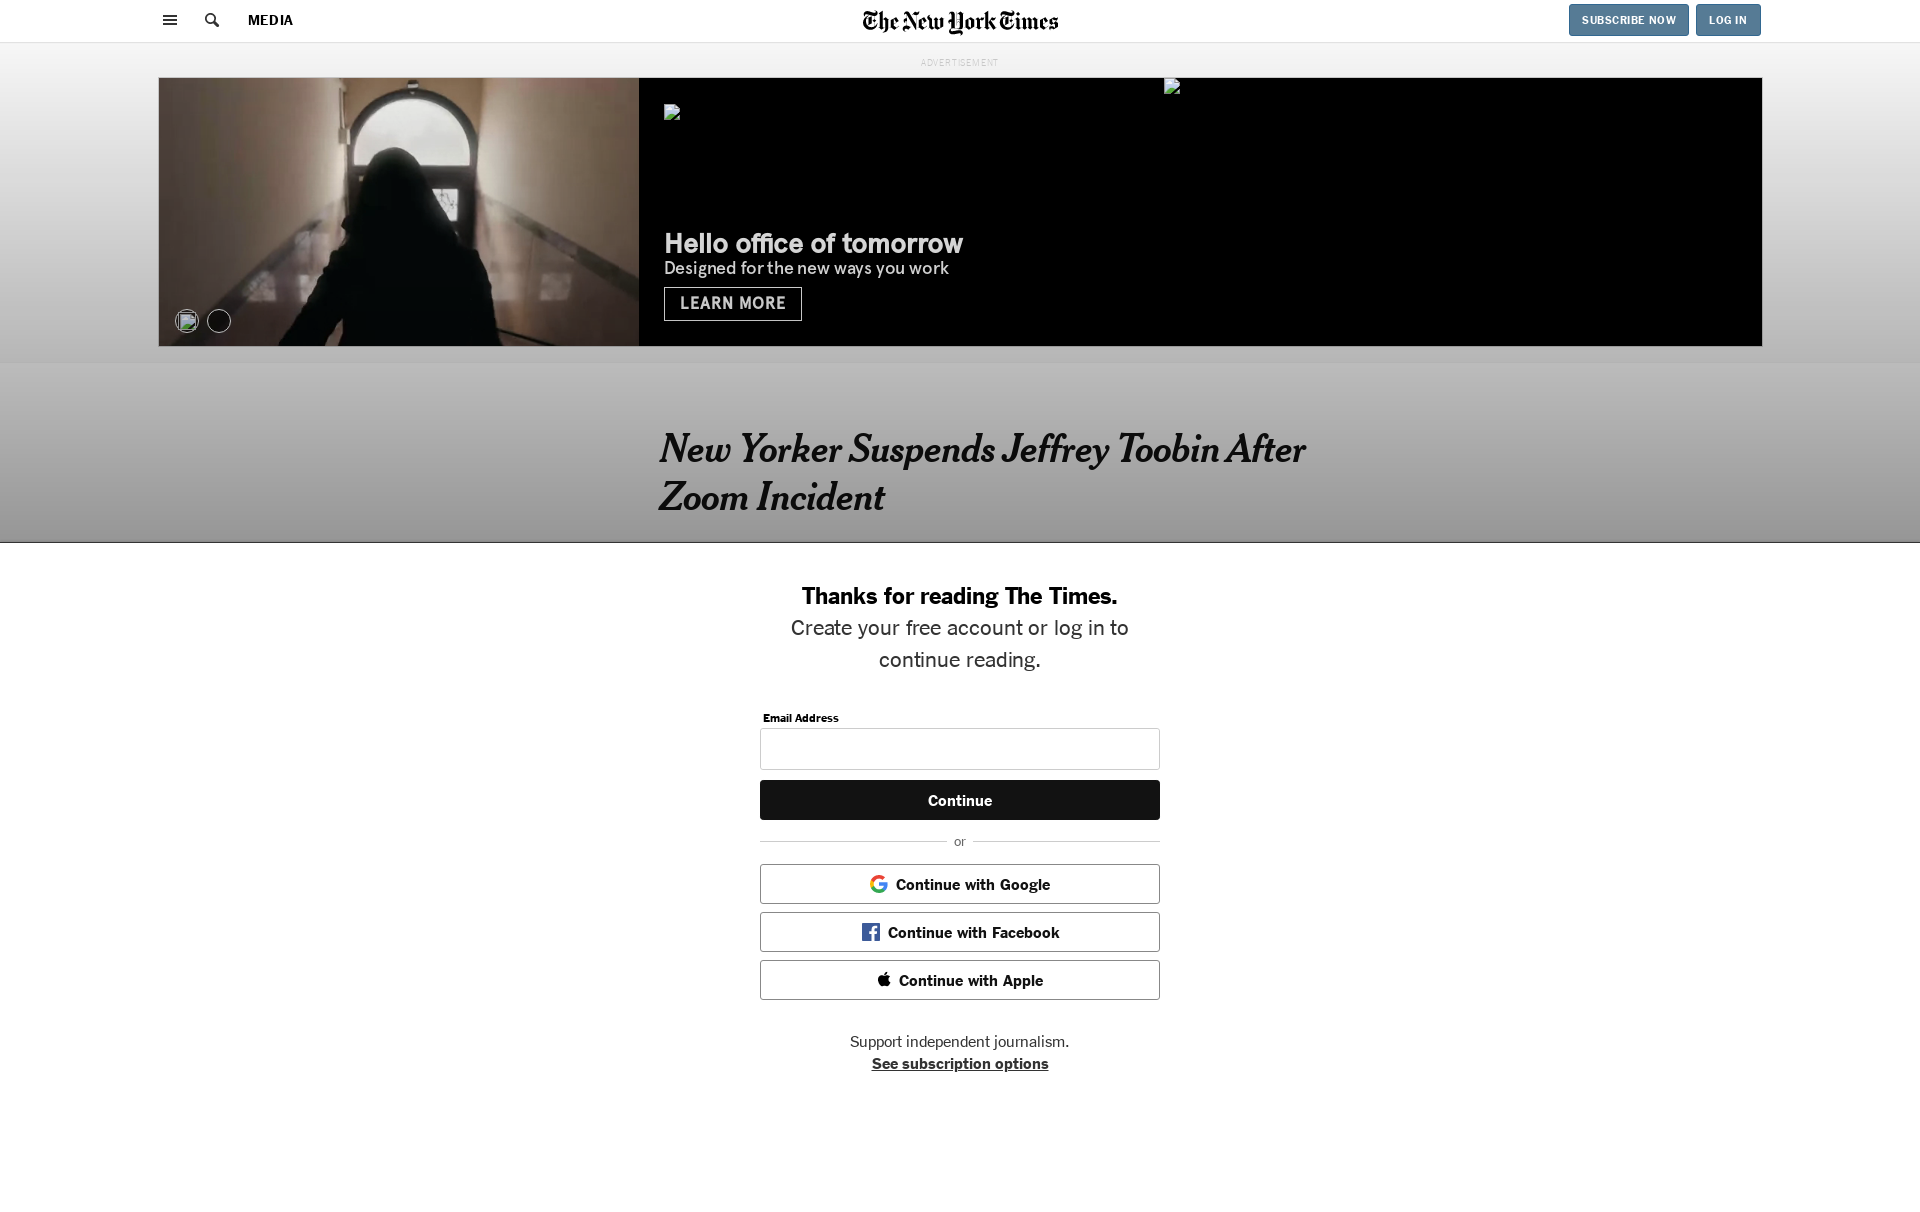 MEDIA
The New York Times
SUBSCRIBE NOW
LOG IN
ADVERTISEMENT
Hello office of tomorrow
Designed for the new ways you work
LEARN MORE
New Yorker Suspends Jeffrey Toobin After
Zoom Incident
Thanks for reading The Times.
Create your free account or log in to
continue reading.
Email Address
Continue
or
Continue with Google
Continue with Facebook
Continue with Apple
Support independent journalism.
See subscription options